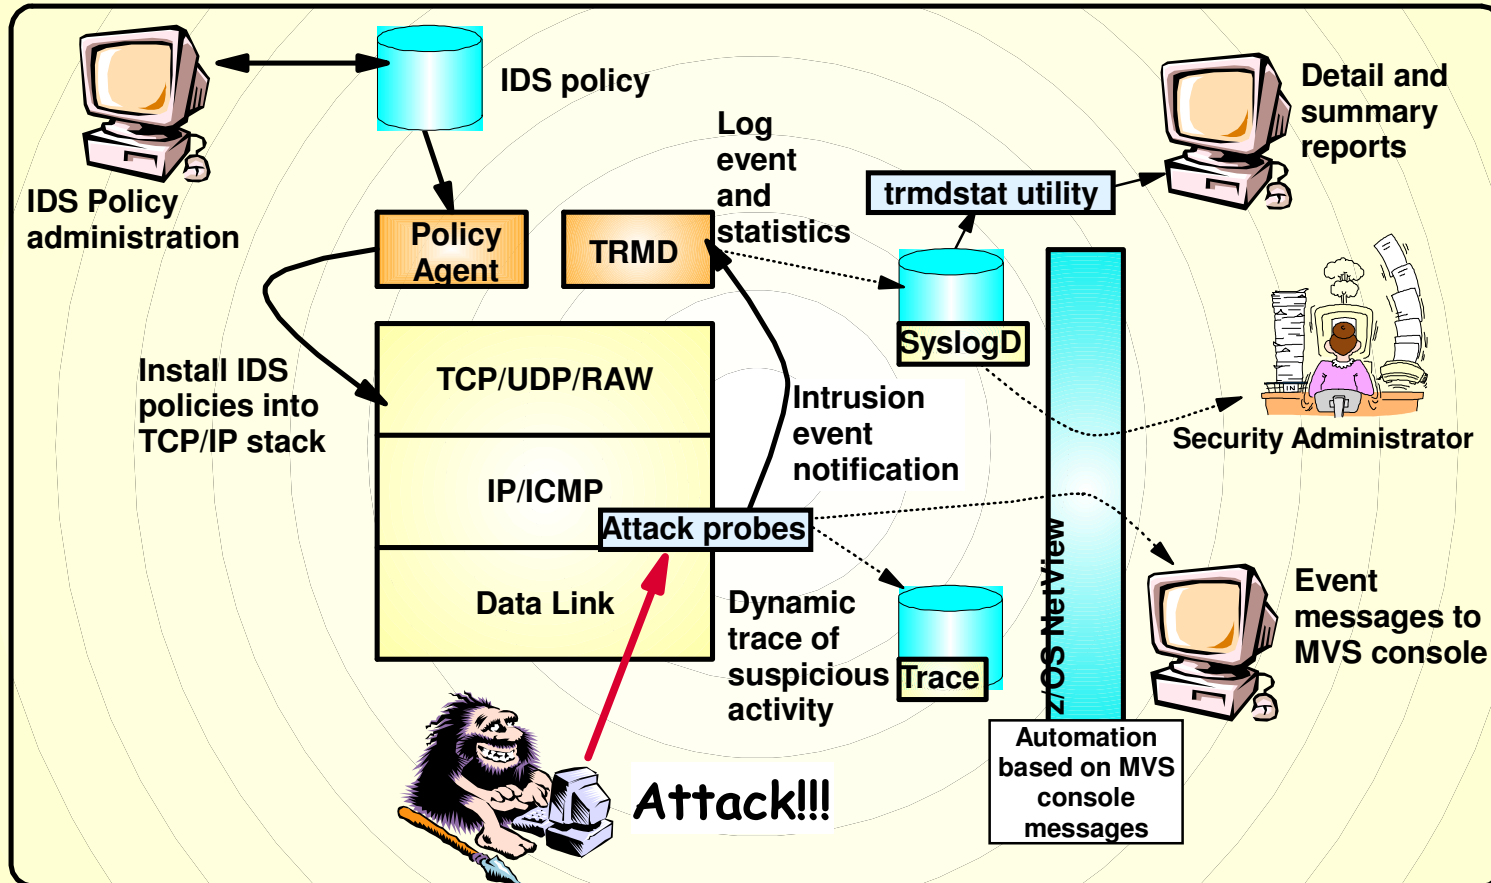 IDS policy
IDS Policy
administration
Policy
Agent
TRMD
Log
event
and
statistics
trmdstat utility
Detail and
summary
reports
SyslogD
Install IDS
policies into
TCP/IP stack
TCP/UDP/RAW
IP/ICMP
Data Link
Attack probes
Intrusion
event
notification
Dynamic
trace of
suspicious
activity
Trace
z/OS NetView
Automation
based on MVS
console
messages
IN
Security Administrator
Event
messages to
MVS console
Attack!!!